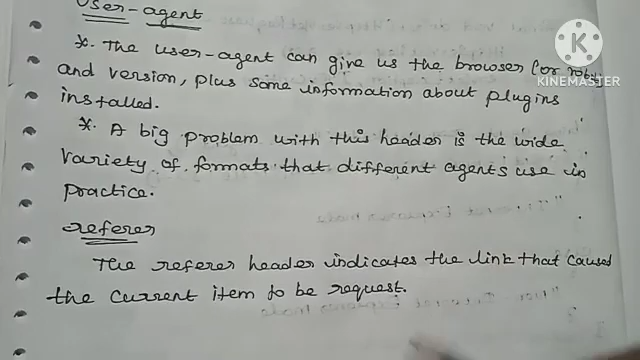 User-agent
*. The user-agent can give us the browser (or robo
and version, plus some information about plugins
installed.
*. A big problem with this header is the wide
variety of formats that different agents use in
practice.
referer
The referer header indicates the link that caused
the current item to be request.
KINEMASTER